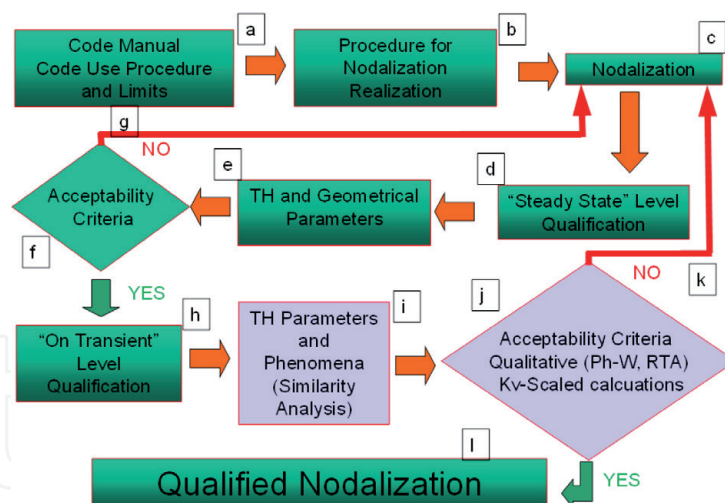 a
Code Manual
Code Use Procedure
and Limits
b
Procedure for
Nodalization
Realization
c
Nodalization
g
NO
d
"Steady State" Level
Qualification
e
TH and Geometrical
Parameters
Acceptability
Criteria
f
YES
h
"On Transient"
Level
Qualification
i
TH Parameters
and
Phenomena
(Similarity
Analysis)
j
NO
k
Acceptability Criteria
Qualitative (Ph-W, RTA)
Kv-Scaled calcuations
YES
l
Qualified Nodalization